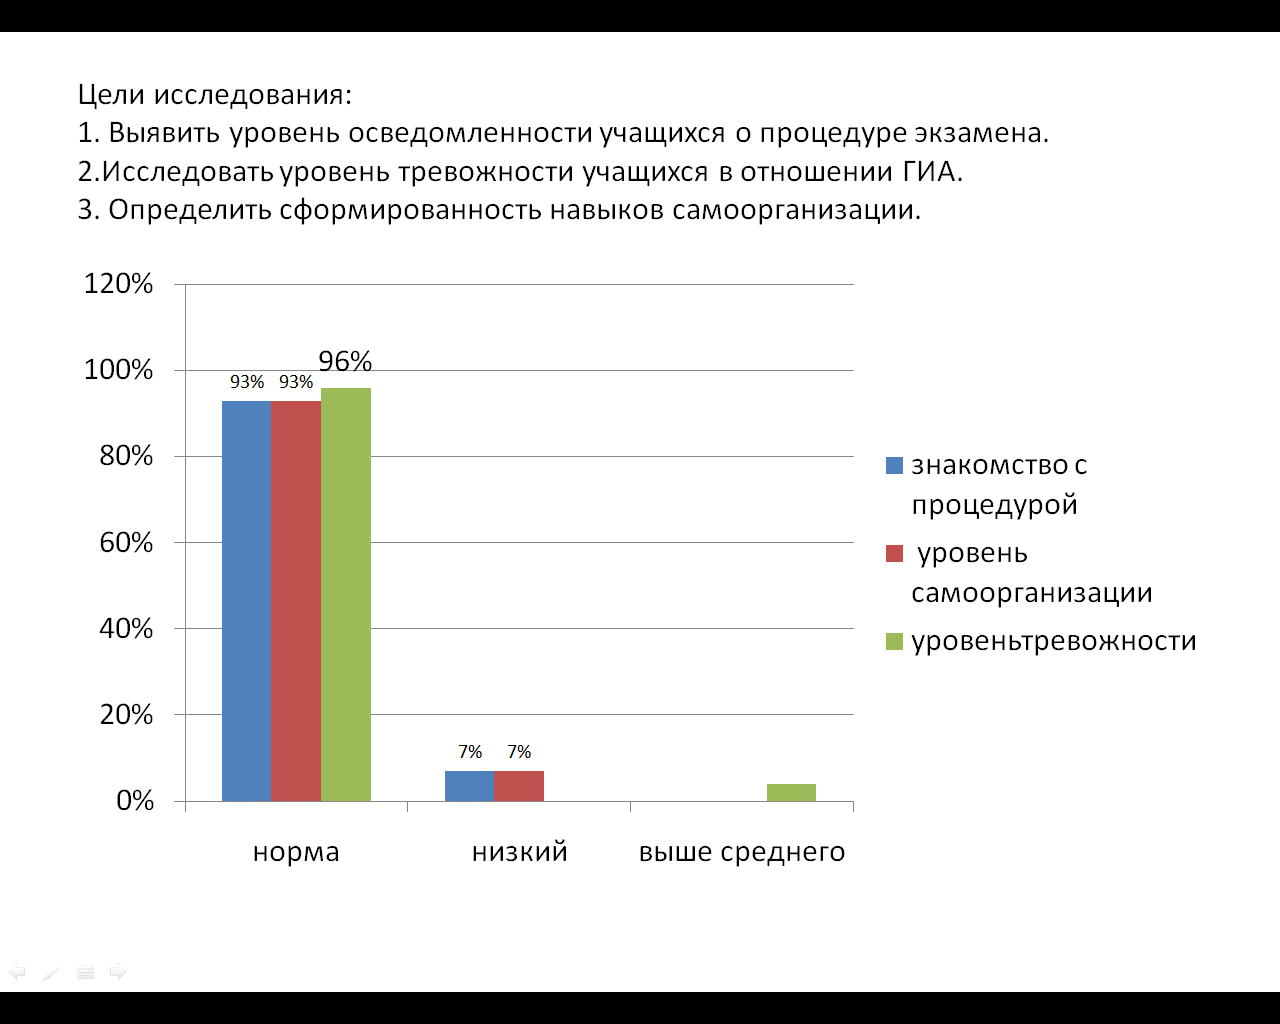 Цели исследования:
1. Выявить уровень осведомленности учащихся о процедуре экзамена.
2.Исследовать уровень тревожности учащихся в отношении ГИА.
3. Определить сформированность навыков самоорганизации.
120%
100%
80%
60%
40%
20%
0%
93% 93% 96%
7% 7%
норма низкий выше среднего
знакомство с
процедурой
уровень
самоорганизации
уровеньтревожности